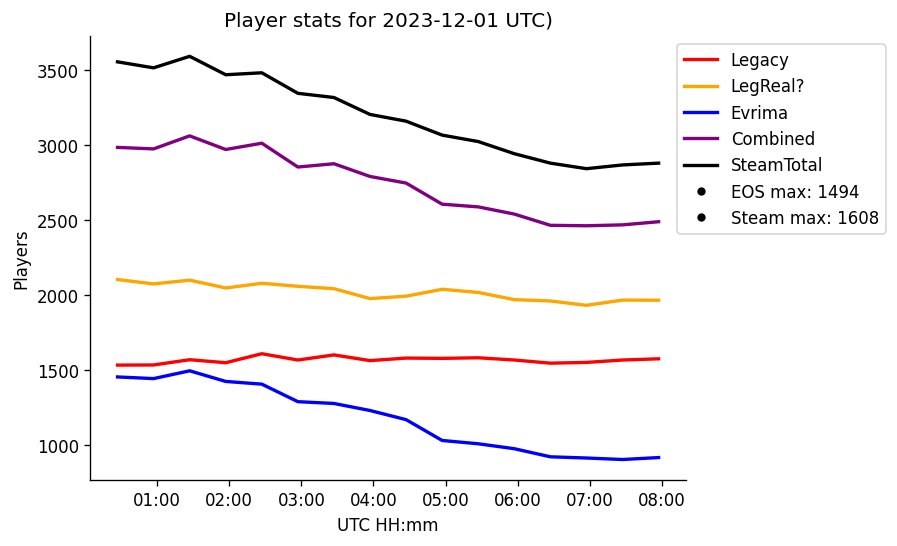 Player stats for 2023-12-01 UTC)
Players
3500
3000
2500
2000
1500
1000
01:00 02:00 03:00 04:00 05:00 06:00 07:00 08:00
UTC HH:mm
Legacy
LegReal?
Evrima
Combined
SteamTotal
EOS max: 1494
Steam max: 1608